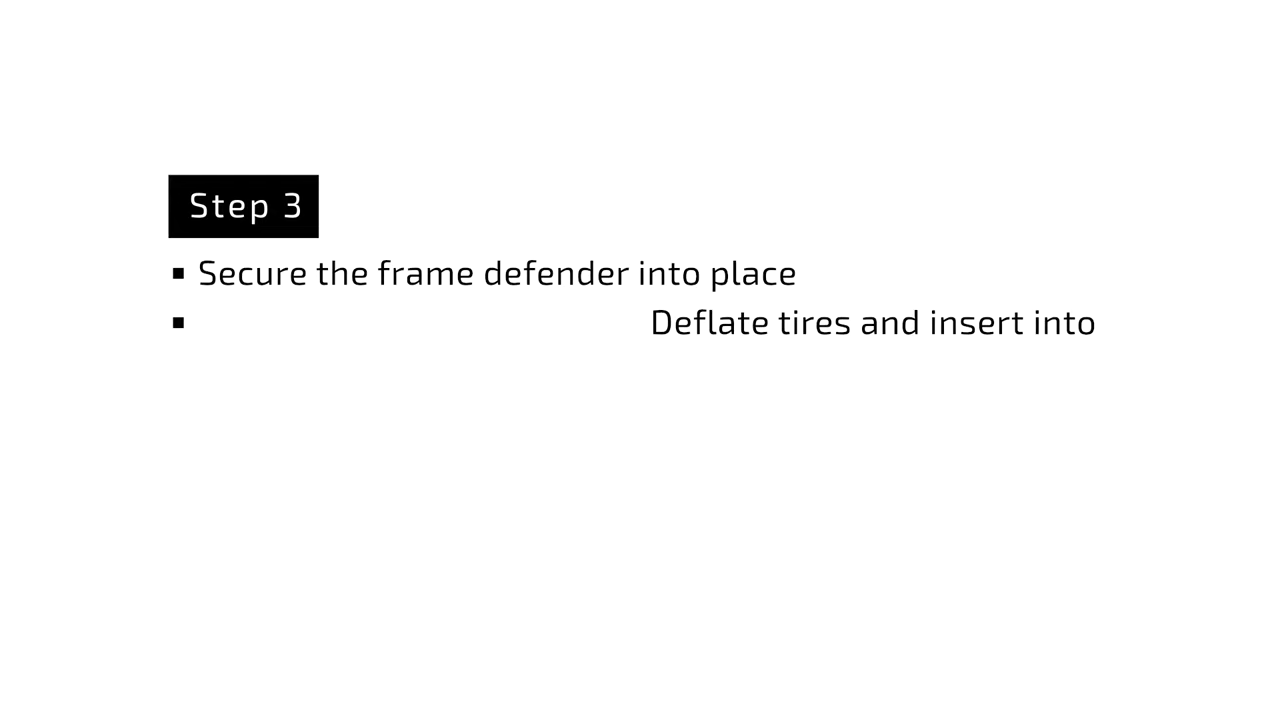 Step 3
▪ Secure the frame defender into place
▪ Deflate tires and insert into